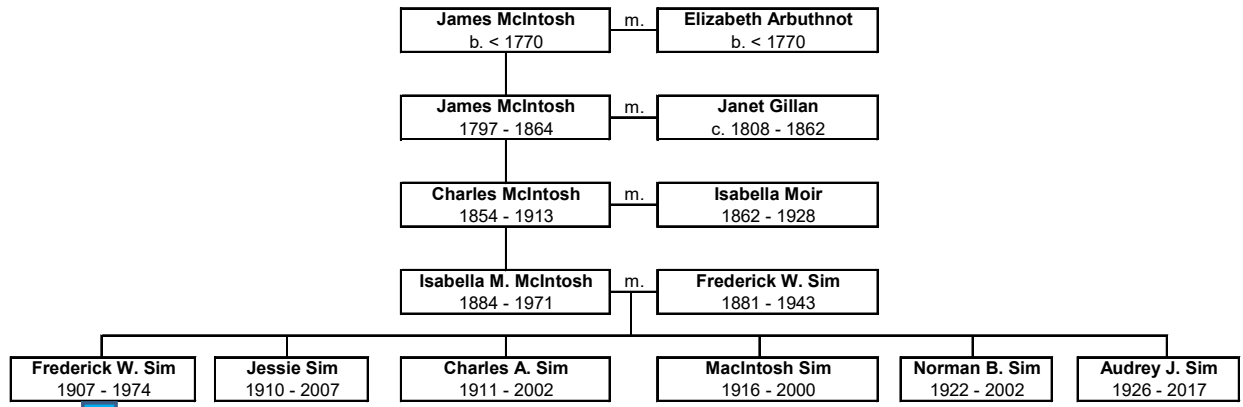 James McIntosh m. Elizabeth Arbuthnot
b. < 1770 b. < 1770
James McIntosh m. Janet Gillan
1797 - 1864 c. 1808 - 1862
Charles McIntosh m. Isabella Moir
1854 - 1913 1862 - 1928
Isabella M. McIntosh m. Frederick W. Sim
1884 - 1971 1881 - 1943
Frederick W. Sim Jessie Sim Charles A. Sim MacIntosh Sim Norman B. Sim Audrey J. Sim
1907 - 1974 1910 - 2007 1911 - 2002 1916 - 2000 1922 - 2002 1926 - 2017